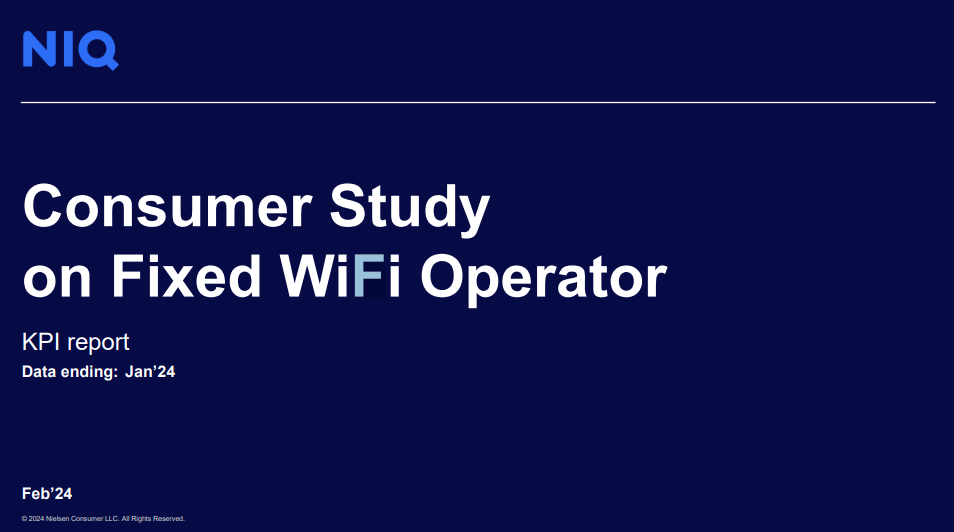 NIQ
Consumer Study
on Fixed WiFi Operator
KPI report
Data ending: Jan’24
Feb’24
© 2024 Nielsen Consumer LLC. All Rights Reserved.